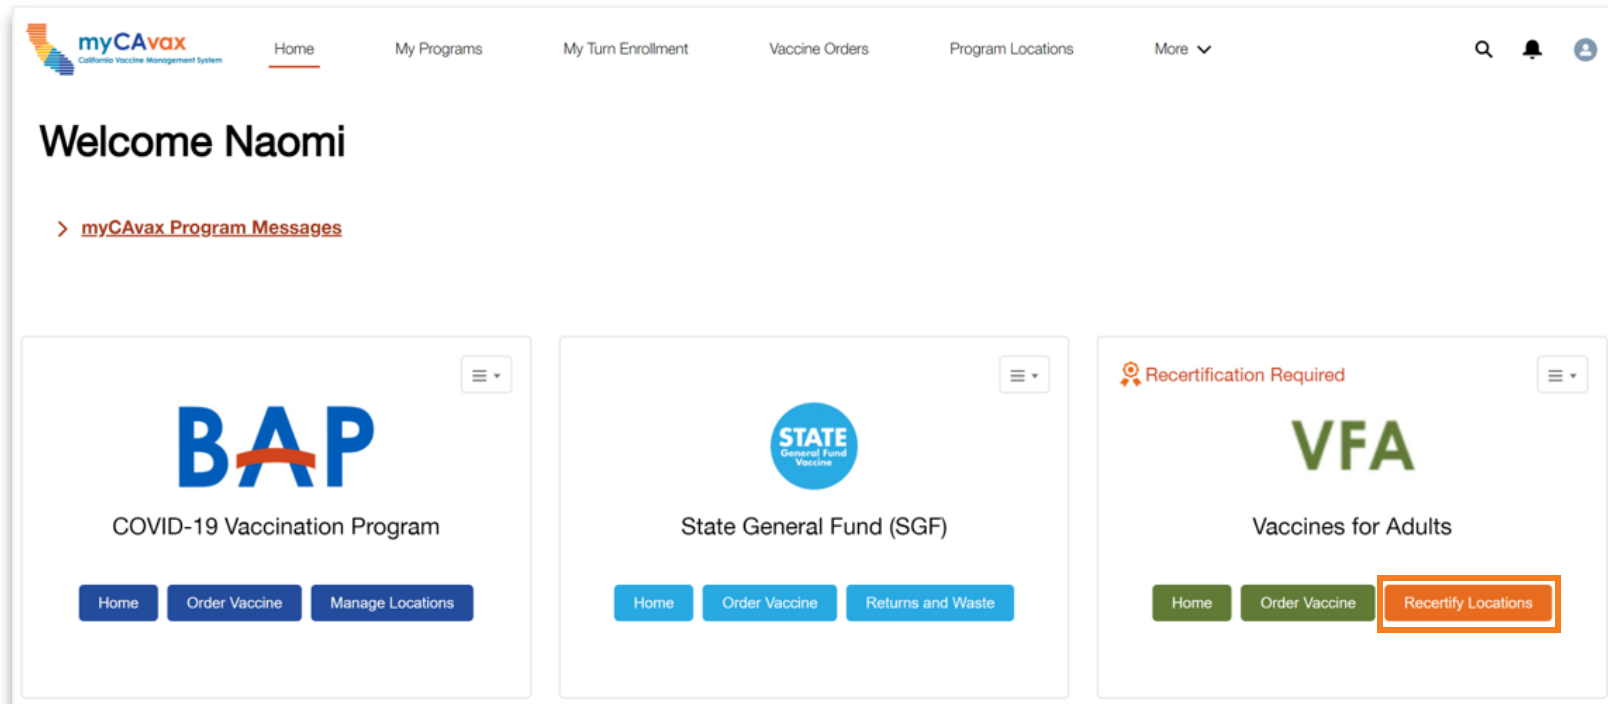 myCAvax
California Vaccine Management System
Home My Programs My Turn Enrollment Vaccine Orders Program Locations More
Welcome Naomi
myCAvax Program Messages
BAP
COVID-19 Vaccination Program
Home Order Vaccine Manage Locations
STATE
General Fund
Vaccine
State General Fund (SGF)
Home Order Vaccine Returns and Waste
Recertification Required
VFA
Vaccines for Adults
Home Order Vaccine Recertify Locations